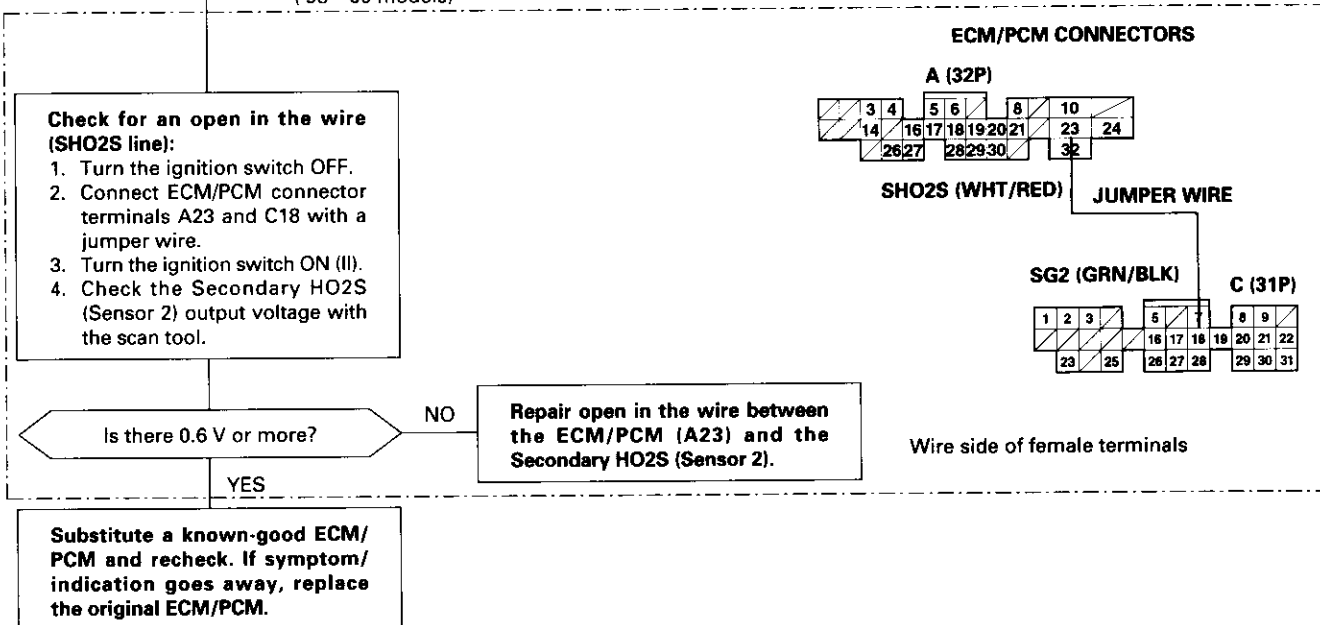 models)
Check for an open in the wire
(SHO2S line):
1. Turn the ignition switch OFF.
2. Connect ECM/PCM connector
terminals A23 and C18 with a
jumper wire.
3. Turn the ignition switch ON (II).
4. Check the Secondary HO2S
(Sensor 2) output voltage with
the scan tool.
Is there 0.6 V or more?
NO
Repair open in the wire between
the ECM/PCM (A23) and the
Secondary HO2S (Sensor 2).
YES
Substitute a known-good ECM/
PCM and recheck. If symptom/
indication goes away, replace
the original ECM/PCM.
ECM/PCM CONNECTORS
A (32P)
3 4 5 6 8 10
14 16 17 18 19 20 21 23 24
26 27 28 29 30 32
SHO2S (WHT/RED)
JUMPER WIRE
SG2 (GRN/BLK)
C (31P)
1 2 3 5 7 8 9
16 17 18 19 20 21 22
23 25 26 27 28 29 30 31
Wire side of female terminals